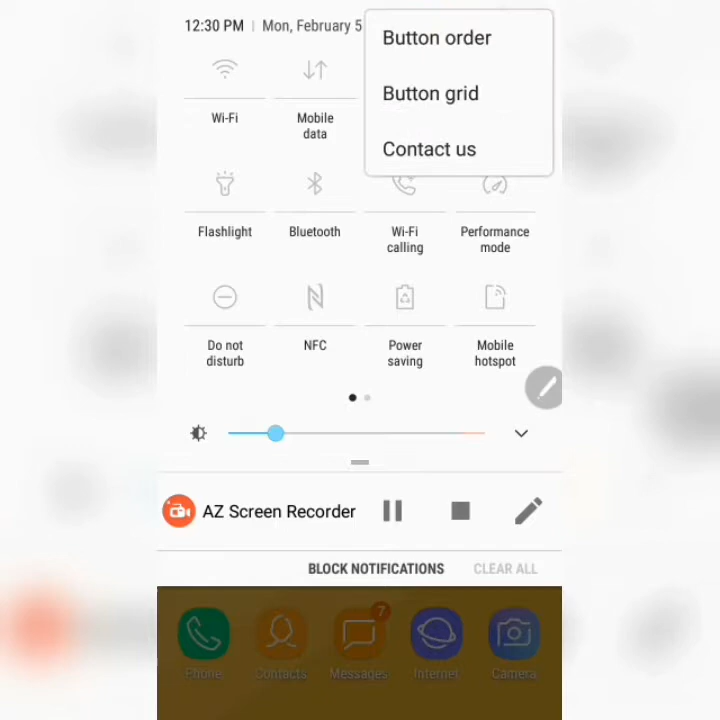 12:30 PM | Mon, February 5
Button order
Button grid
Contact us
Wi-Fi
Mobile
data
Flashlight
Bluetooth
Wi-Fi
calling
Performance
mode
Do not
disturb
NFC
Power
saving
Mobile
hotspot
AZ Screen Recorder
BLOCK NOTIFICATIONS
CLEAR ALL
7
Phone
Contacts
Messages
Internet
Camera